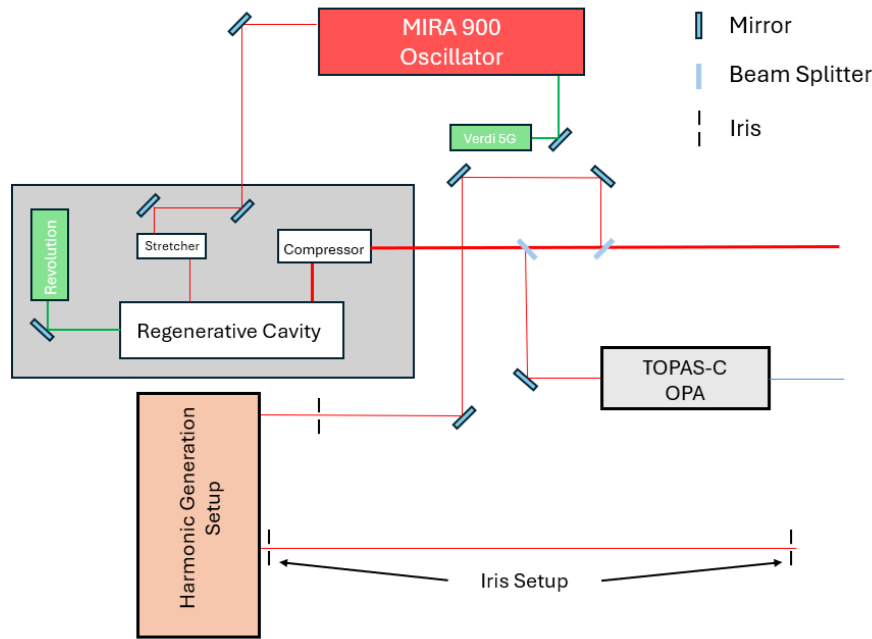 MIRA 900
Oscillator
Mirror
Beam Splitter
Iris
Verdi 5G
Revolution
Stretcher
Compressor
Regenerative Cavity
TOPAS-C
OPA
Harmonic Generation
Setup
Iris Setup